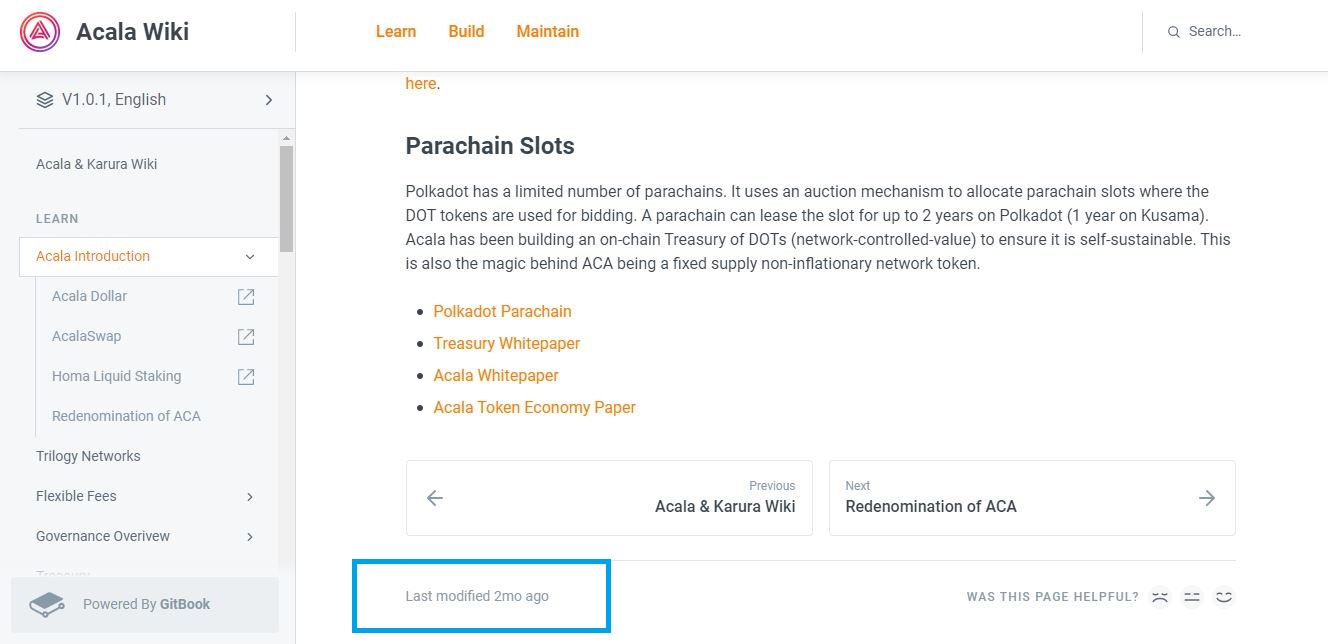 Acala Wiki
Learn Build Maintain
Search...
V1.0.1, English
Acala & Karura Wiki
LEARN
Acala Introduction
Acala Dollar
AcalaSwap
Homa Liquid Staking
Redenomination of ACA
Trilogy Networks
Flexible Fees
Governance Overivew
Treasury
Powered By GitBook
here.
Parachain Slots
Polkadot has a limited number of parachains. It uses an auction mechanism to allocate parachain slots where the
DOT tokens are used for bidding. A parachain can lease the slot for up to 2 years on Polkadot (1 year on Kusama).
Acala has been building an on-chain Treasury of DOTs (network-controlled-value) to ensure it is self-sustainable. This
is also the magic behind ACA being a fixed supply non-inflationary network token.
Polkadot Parachain
Treasury Whitepaper
Acala Whitepaper
Acala Token Economy Paper
Previous
Acala & Karura Wiki
Next
Redenomination of ACA
Last modified 2mo ago
WAS THIS PAGE HELPFUL?